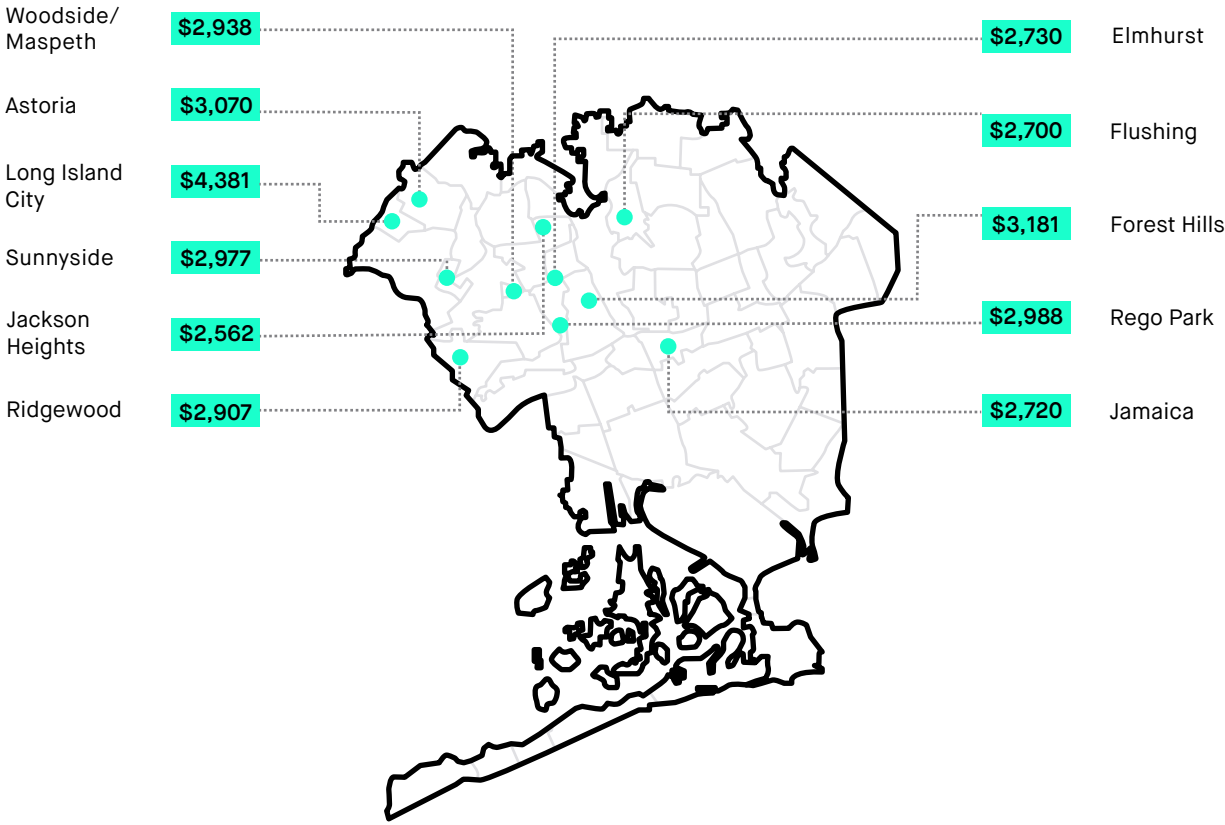 Woodside/
Maspeth
$2,938
Astoria
$3,070
Long Island
City
$4,381
Sunnyside
$2,977
Jackson
Heights
$2,562
Ridgewood
$2,907
$2,730
Elmhurst
$2,700
Flushing
$3,181
Forest Hills
$2,988
Rego Park
$2,720
Jamaica